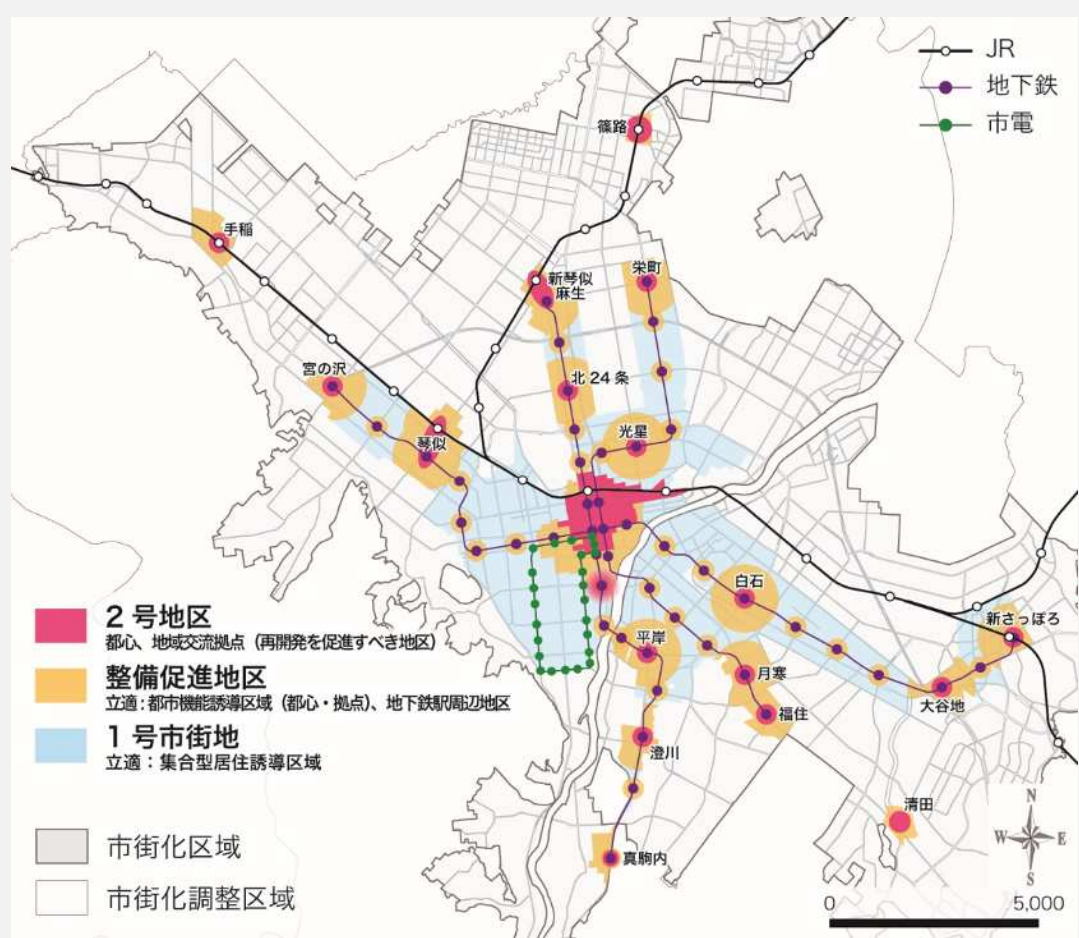 JR
地下鉄
市電
篠路
手稲
新琴似
麻生
栄町
宮の沢
北24条
琴似
光星
白石
新さっぽろ
平岸
月寒
大谷地
福住
澄川
清田
真駒内
2号地区
都心、地域交流拠点（再開発を促進すべき地区）
整備促進地区
立適：都市機能誘導区域（都心・拠点）、地下鉄駅周辺地区
1号市街地
立適：集合型居住誘導区域
市街化区域
市街化調整区域
N
W E
S
0 5,000